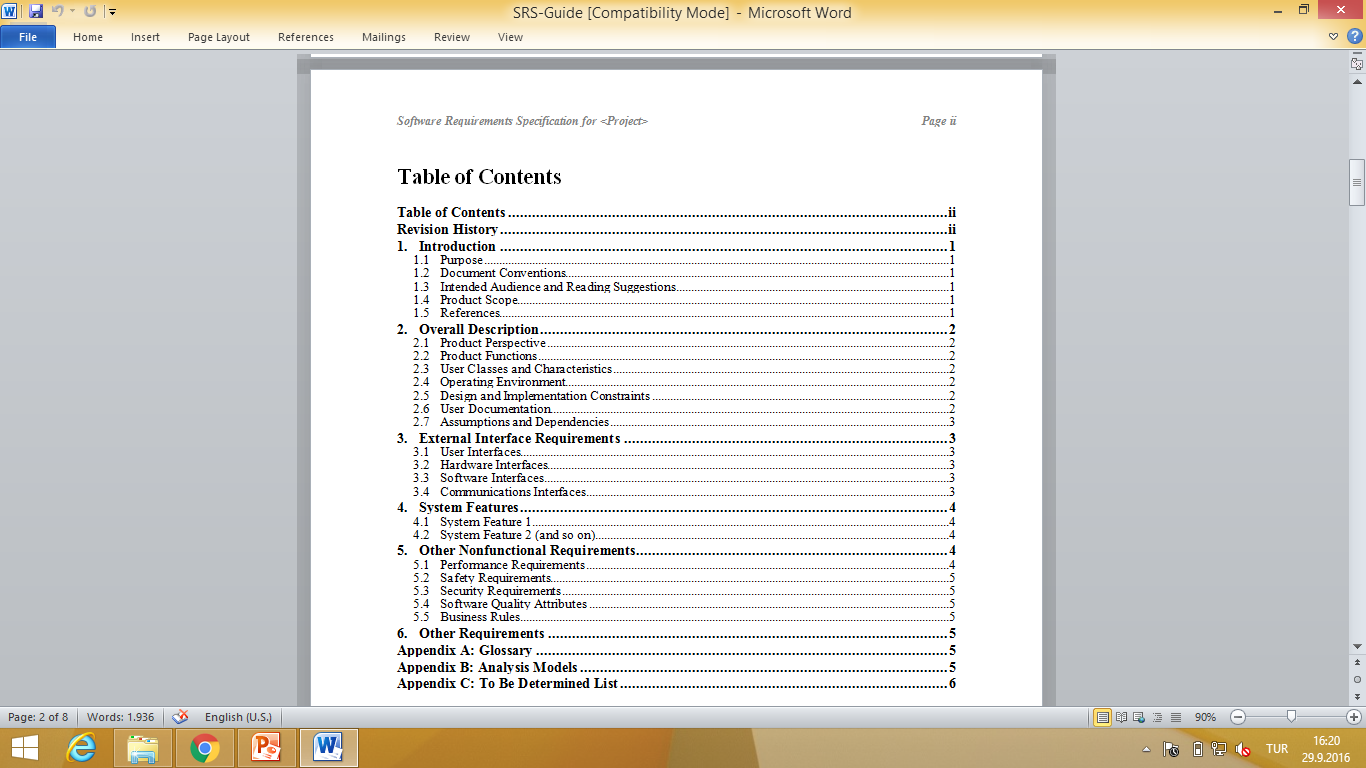 SRS-Guide [Compatibility Mode] - Microsoft Word
File Home Insert Page Layout References Mailings Review View
Software Requirements Specification for <Project> Page ii
Table of Contents
Table of Contents ii
Revision History ii
1. Introduction 1
1.1 Purpose 1
1.2 Document Conventions 1
1.3 Intended Audience and Reading Suggestions 1
1.4 Product Scope 1
1.5 References 1
2. Overall Description 2
2.1 Product Perspective 2
2.2 Product Functions 2
2.3 User Classes and Characteristics 2
2.4 Operating Environment 2
2.5 Design and Implementation Constraints 2
2.6 User Documentation 2
2.7 Assumptions and Dependencies 3
3. External Interface Requirements 3
3.1 User Interfaces 3
3.2 Hardware Interfaces 3
3.3 Software Interfaces 3
3.4 Communications Interfaces 3
4. System Features 4
4.1 System Feature 1 4
4.2 System Feature 2 (and so on) 4
5. Other Nonfunctional Requirements 4
5.1 Performance Requirements 4
5.2 Safety Requirements 5
5.3 Security Requirements 5
5.4 Software Quality Attributes 5
5.5 Business Rules 5
6. Other Requirements 5
Appendix A: Glossary 5
Appendix B: Analysis Models 5
Appendix C: To Be Determined List 6
Page: 2 of 8 Words: 1.936 English (U.S.) 90%
TUR 16:20
29.9.2016